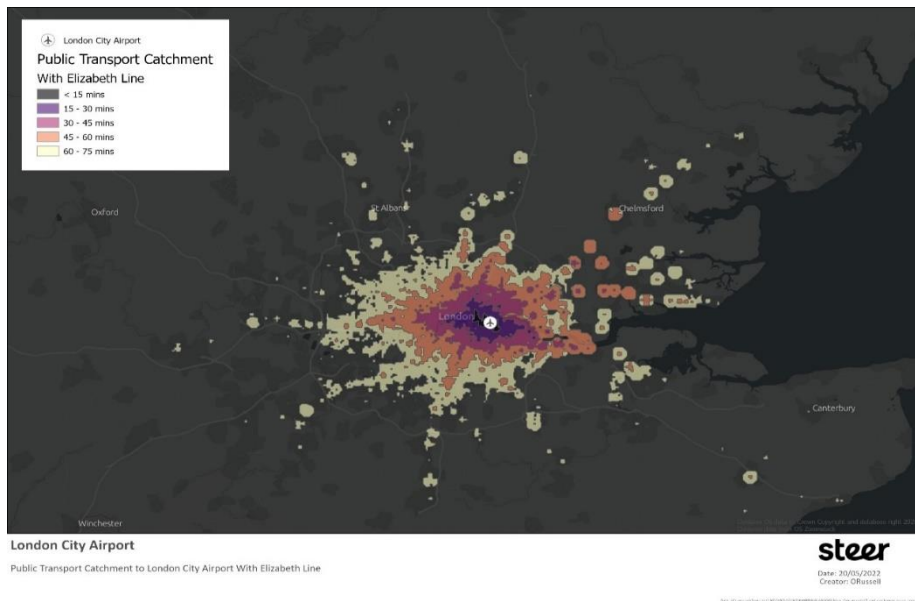 London City Airport
Public Transport Catchment
With Elizabeth Line
< 15 mins
15 - 30 mins
30 - 45 mins
45 - 60 mins
60 - 75 mins
Oxford
St Albans
Chelmsford
London
Canterbury
Winchester
London City Airport
Public Transport Catchment to London City Airport With Elizabeth Line
steer
Date: 20/05/2022
Creator: ORussell